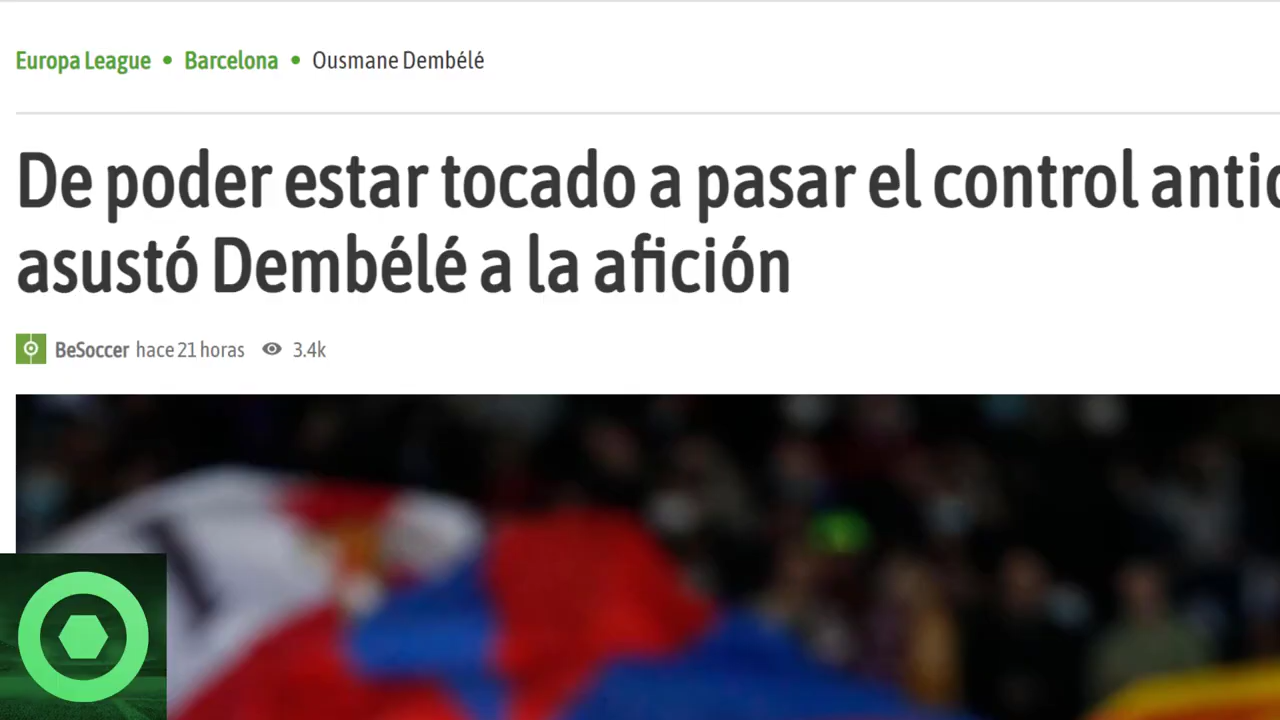 Europa League • Barcelona • Ousmane Dembélé
De poder estar tocado a pasar el control
asustó Dembélé a la afición
BeSoccer hace 21 horas 3.4k